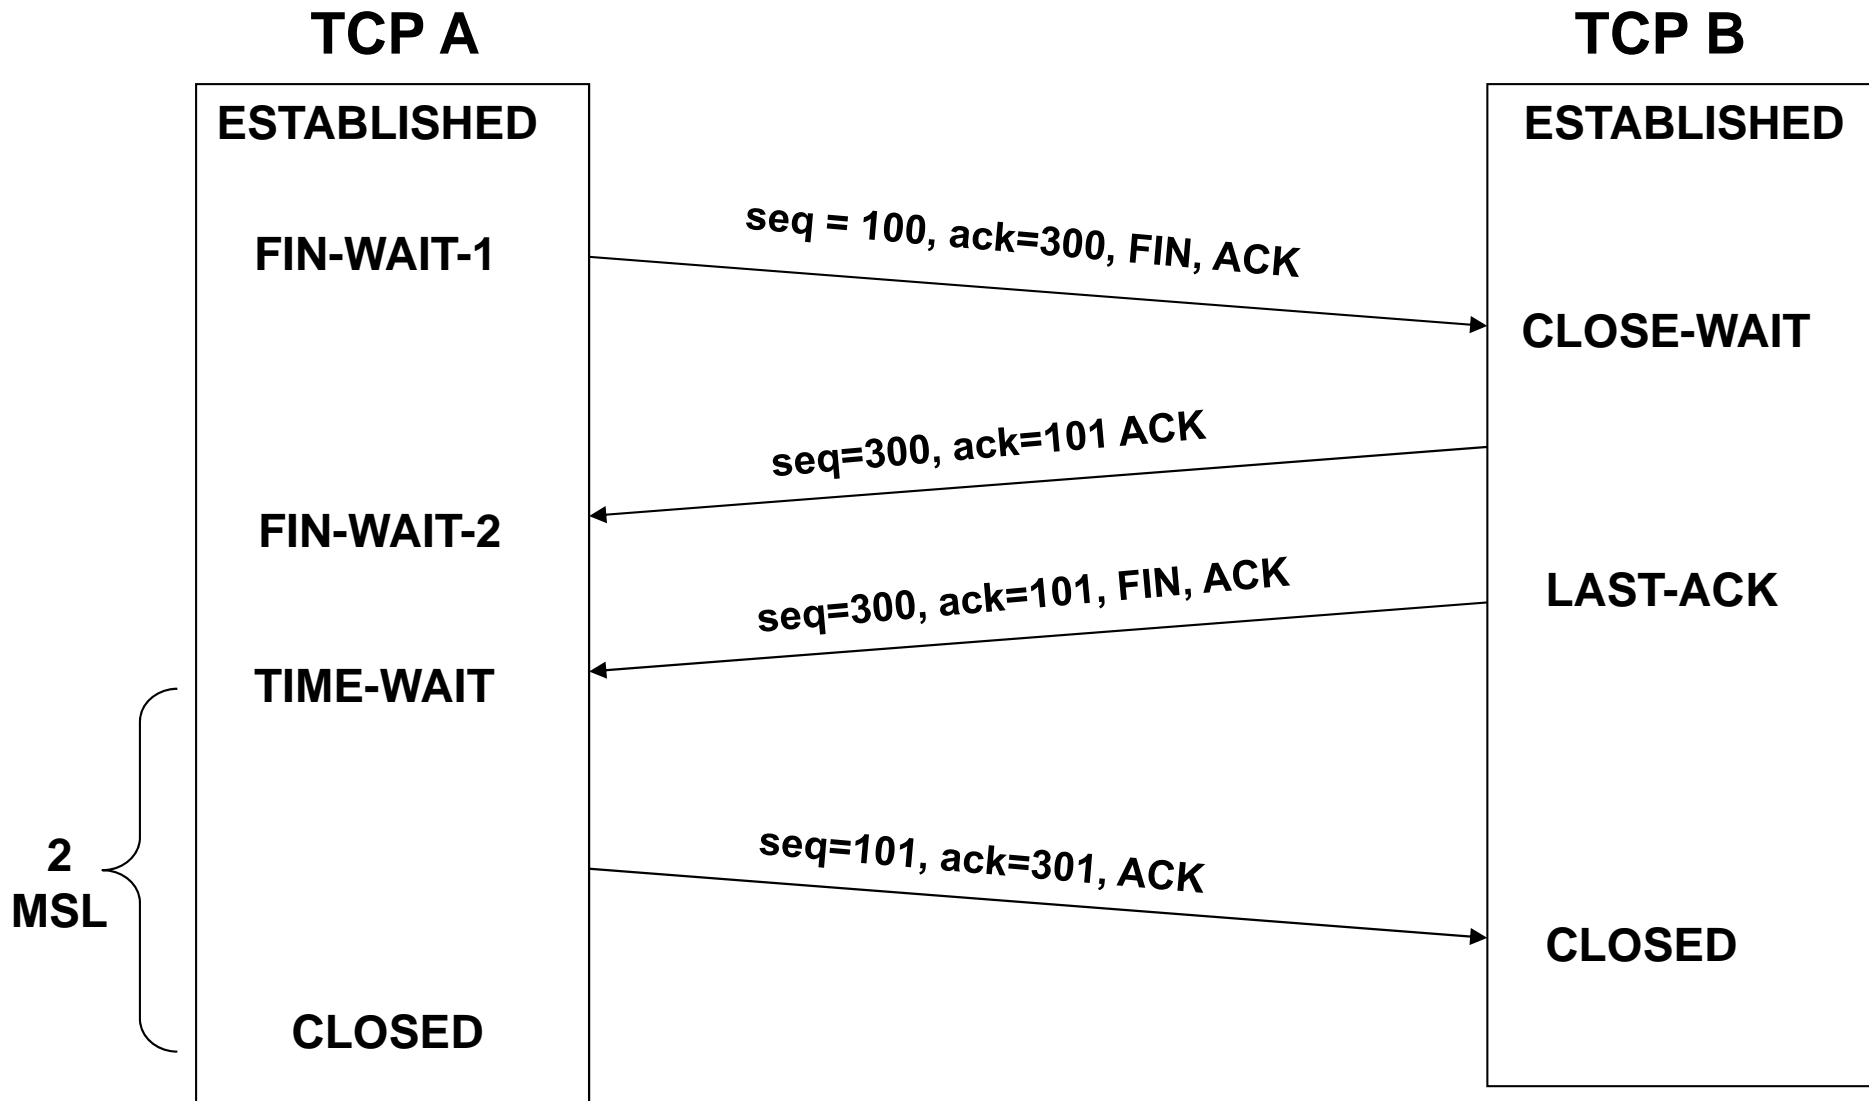 TCP A
TCP B
ESTABLISHED
ESTABLISHED
seq = 100, ack=300, FIN, ACK
FIN-WAIT-1
CLOSE-WAIT
seq=300, ack=101 ACK
FIN-WAIT-2
seq=300, ack=101, FIN, ACK
LAST-ACK
TIME-WAIT
2
MSL
seq=101, ack=301, ACK
CLOSED
CLOSED